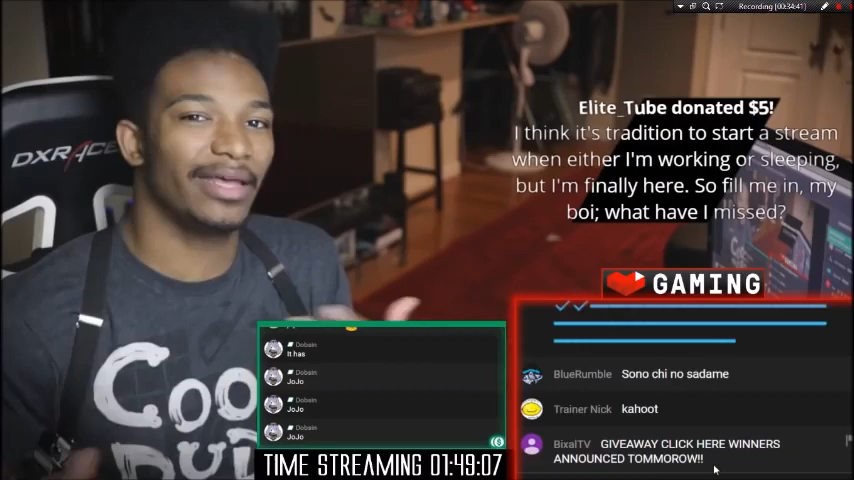 Recording [00:34:41]
Elite_Tube donated $5!
I think it's tradition to start a stream
when either I'm working or sleeping,
but I'm finally here. So fill me in, my
boi; what have I missed?
DXRACER
GAMING
Dobsin
It has
Dobsin
JoJo
Dobsin
JoJo
Dobsin
JoJo
BlueRumble Sono chi no sadame
Trainer Nick kahoot
BixalTV GIVEAWAY CLICK HERE WINNERS
ANNOUNCED TOMMOROW!!
COOL
TIME STREAMING 01:49:07